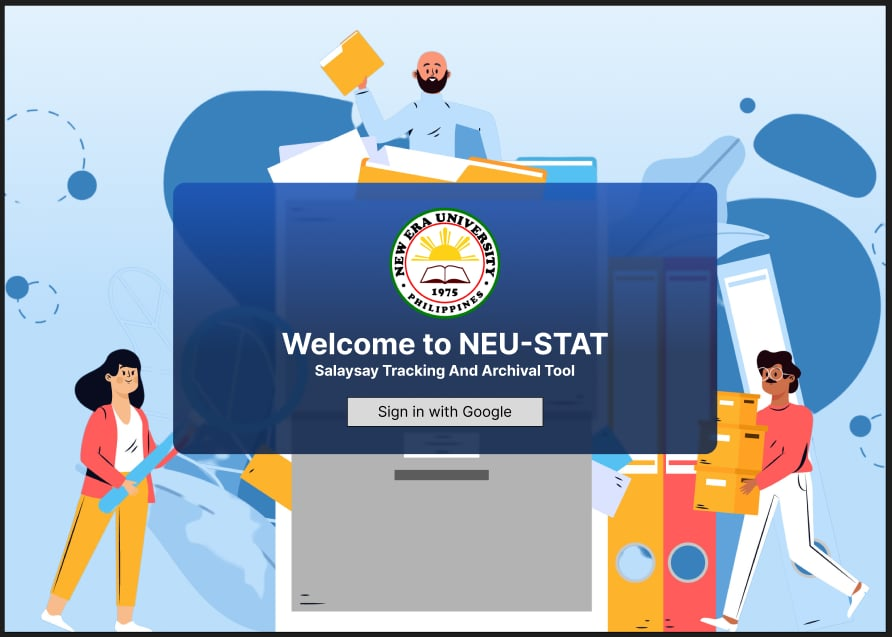 NEW ERA UNIVERSITY
1975
PHILIPPINES
Welcome to NEU-STAT
Salaysay Tracking And Archival Tool
Sign in with Google